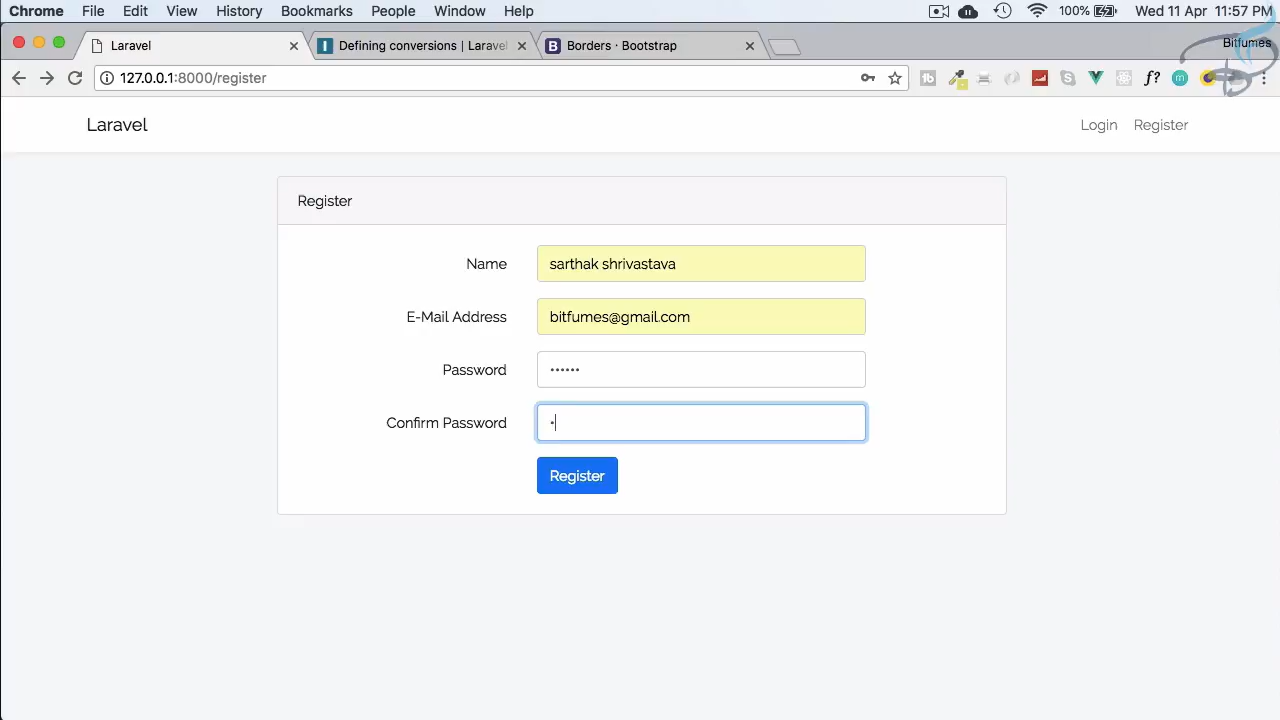 Chrome File Edit View History Bookmarks People Window Help 100% Wed 11 Apr 11:57 PM
Laravel Defining conversions | Laravel Borders · Bootstrap Bitfumes
127.0.0.1:8000/register f?
Laravel Login Register
Register
Name sarthak shrivastava
E-Mail Address bitfumes@gmail.com
Password ••••••
Confirm Password •
Register